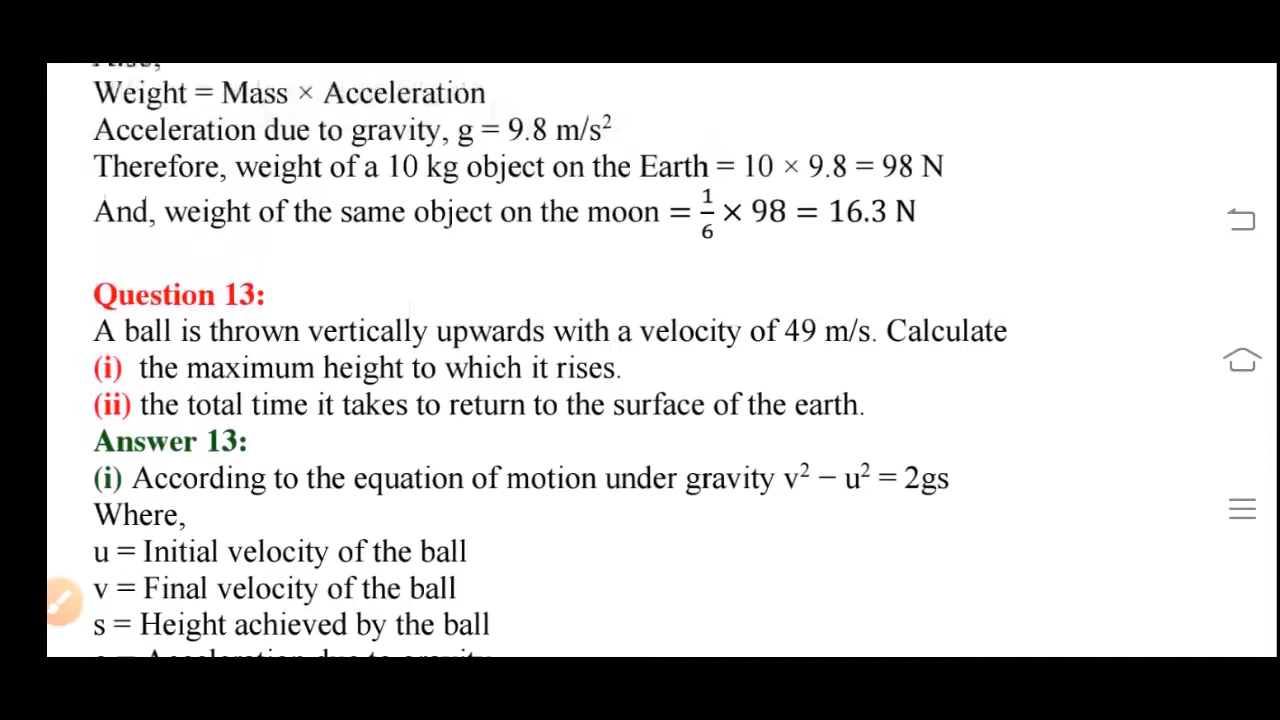 Weight = Mass × Acceleration
Acceleration due to gravity, g = 9.8 m/s²
Therefore, weight of a 10 kg object on the Earth = 10 × 9.8 = 98 N
And, weight of the same object on the moon = 1/6 × 98 = 16.3 N
Question 13:
A ball is thrown vertically upwards with a velocity of 49 m/s. Calculate
(i) the maximum height to which it rises.
(ii) the total time it takes to return to the surface of the earth.
Answer 13:
(i) According to the equation of motion under gravity v² − u² = 2gs
Where,
u = Initial velocity of the ball
v = Final velocity of the ball
s = Height achieved by the ball